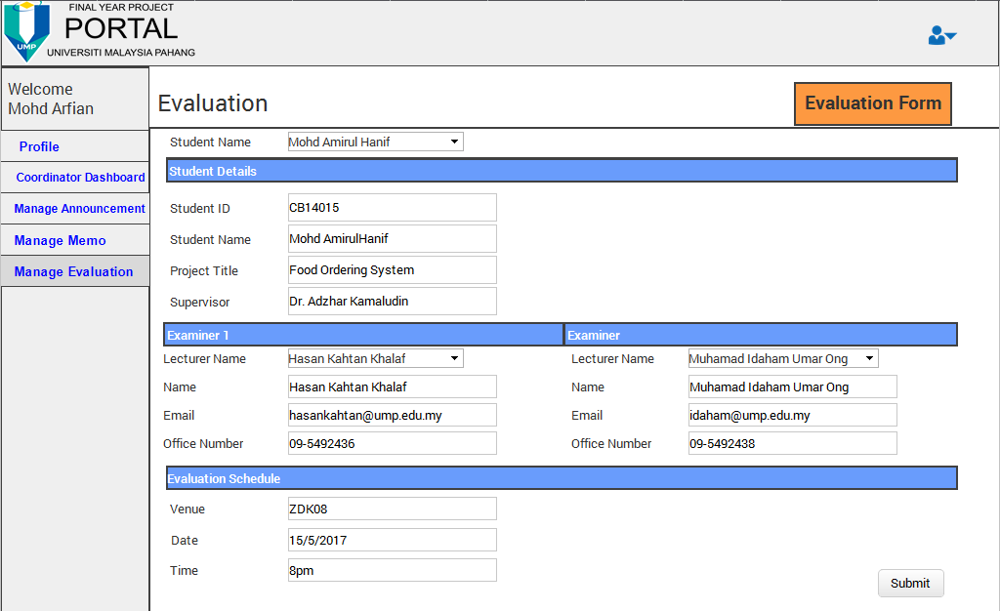 FINAL YEAR PROJECT
PORTAL
UNIVERSITI MALAYSIA PAHANG
UMP
Welcome
Mohd Arfian
Profile
Coordinator Dashboard
Manage Announcement
Manage Memo
Manage Evaluation
Evaluation
Evaluation Form
Student Name Mohd Amirul Hanif
Student Details
Student ID CB14015
Student Name Mohd AmirulHanif
Project Title Food Ordering System
Supervisor Dr. Adzhar Kamaludin
Examiner 1 Examiner
Lecturer Name Hasan Kahtan Khalaf Lecturer Name Muhamad Idaham Umar Ong
Name Hasan Kahtan Khalaf Name Muhamad Idaham Umar Ong
Email hasankahtan@ump.edu.my Email idaham@ump.edu.my
Office Number 09-5492436 Office Number 09-5492438
Evaluation Schedule
Venue ZDK08
Date 15/5/2017
Time 8pm
Submit